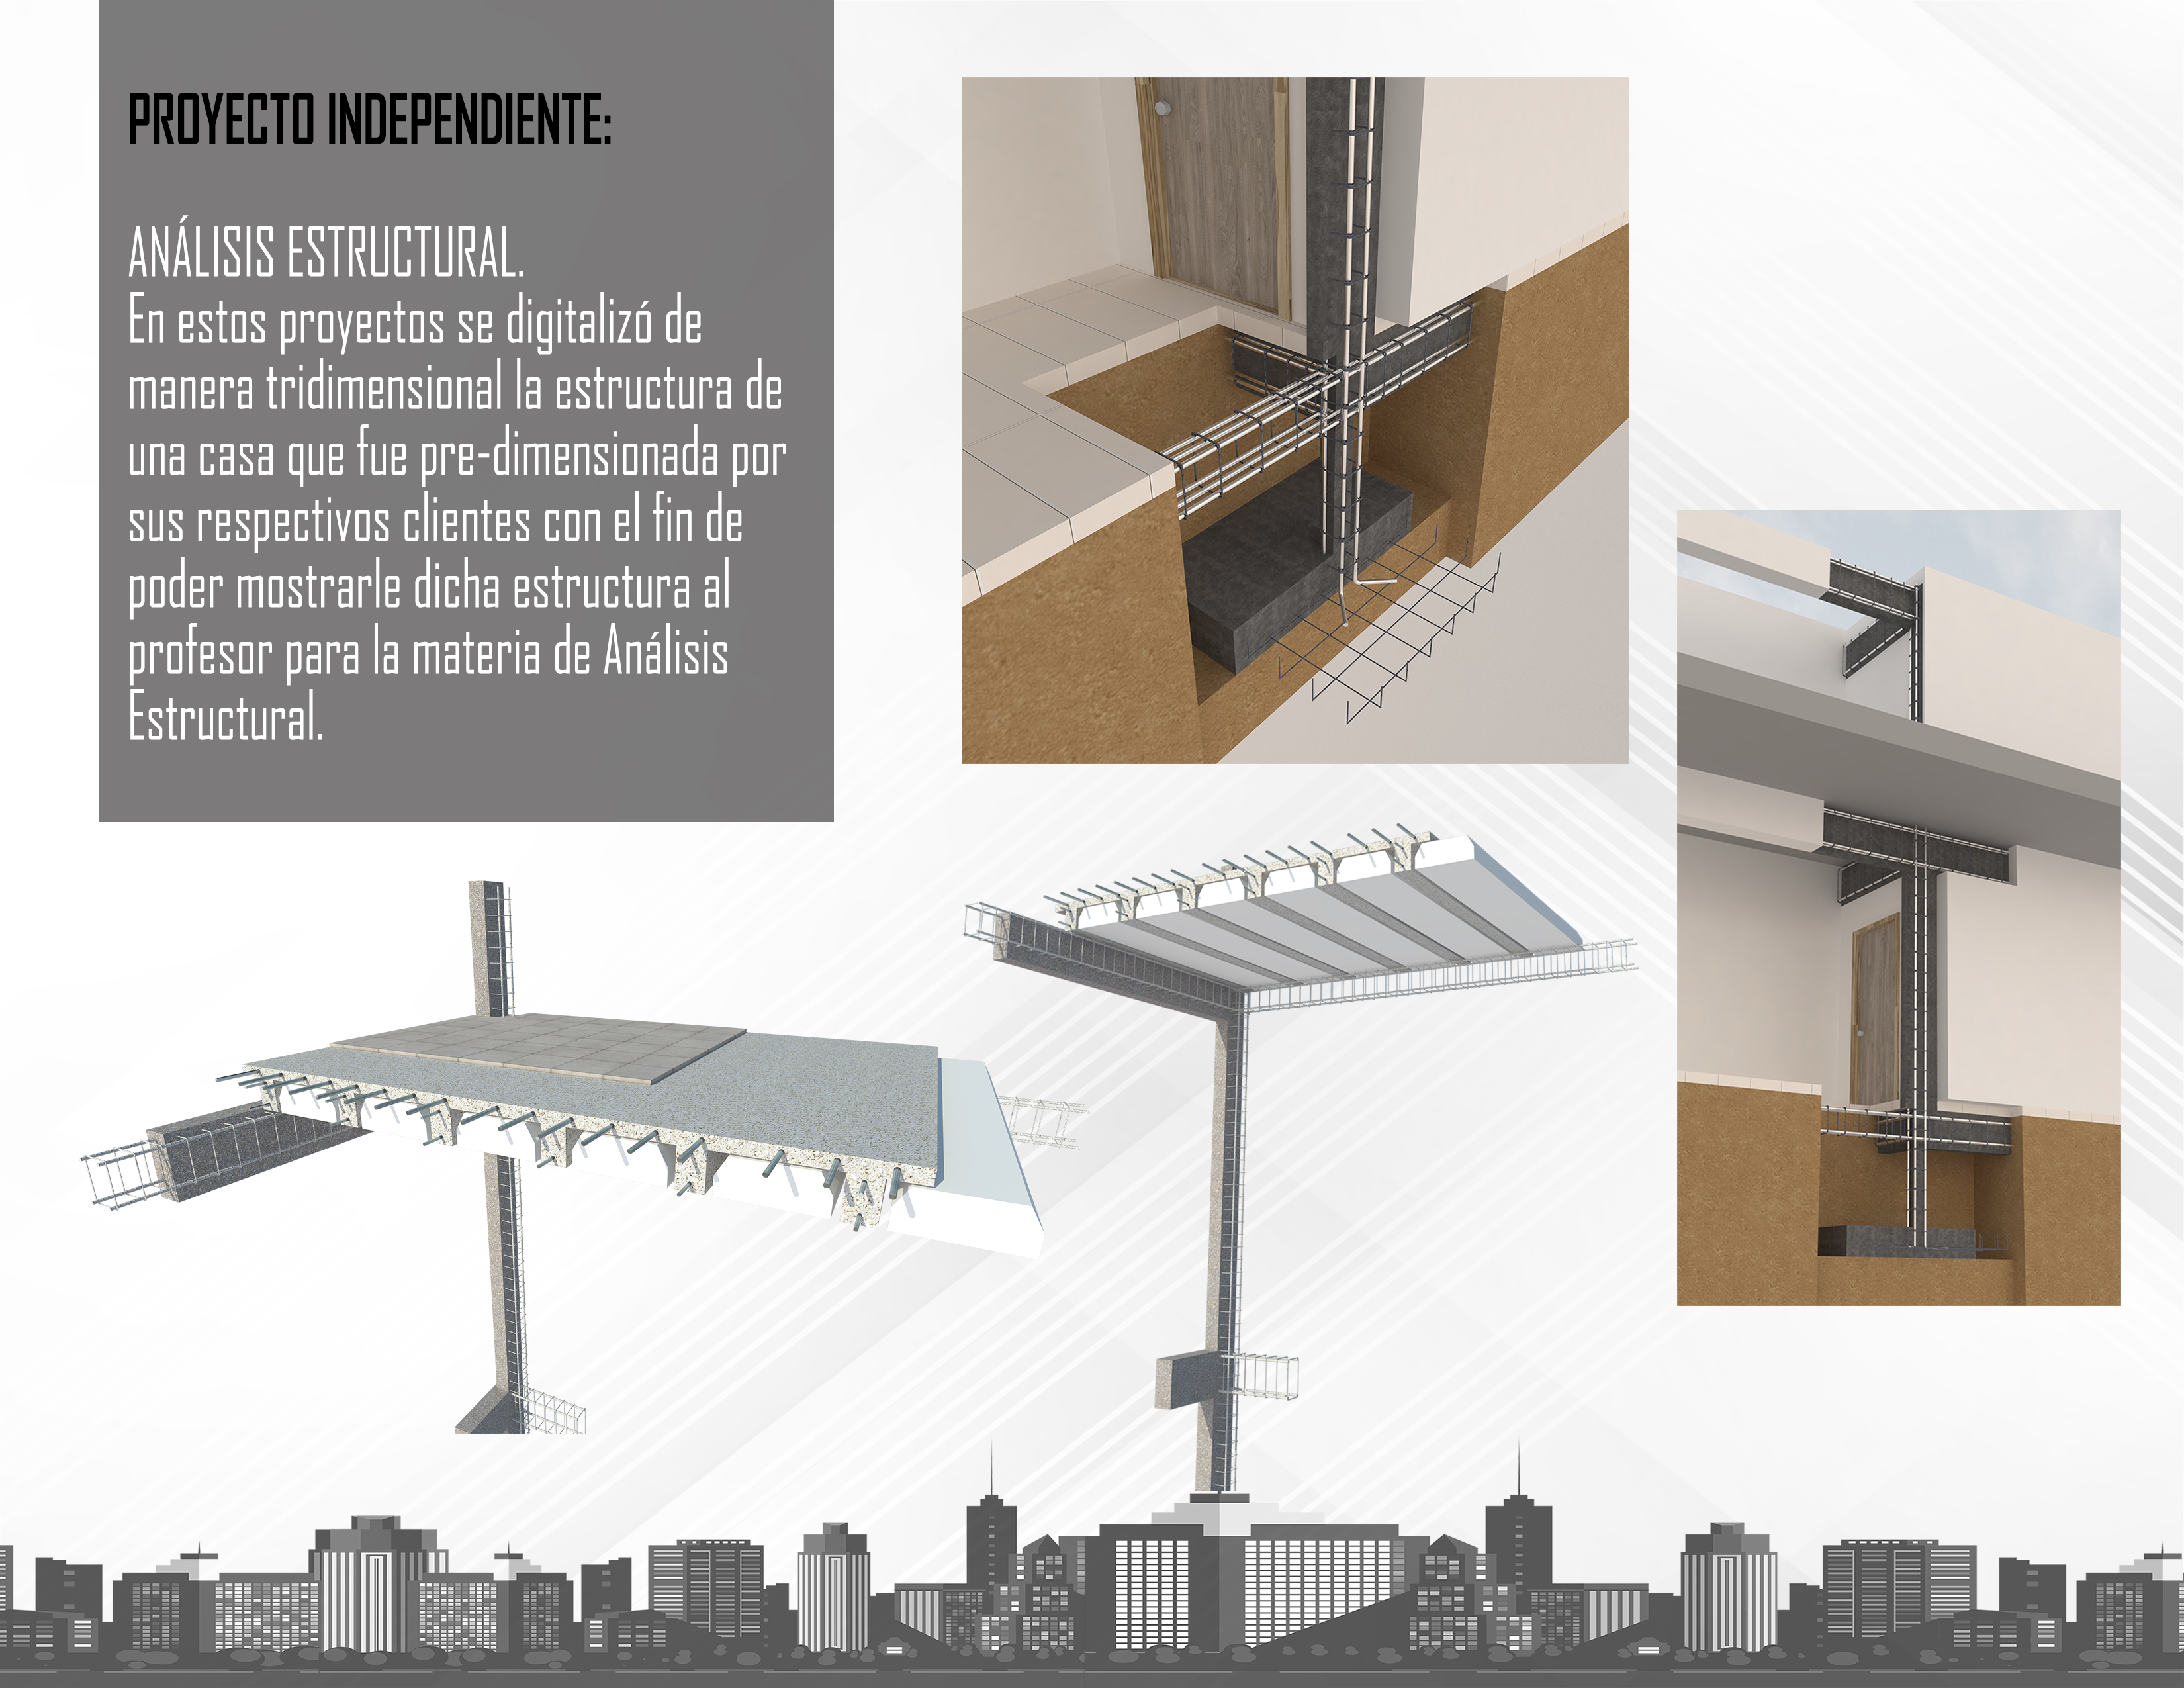 PROYECTO INDEPENDIENTE:
ANÁLISIS ESTRUCTURAL.
En estos proyectos se digitalizó de
manera tridimensional la estructura de
una casa que fue pre-dimensionada por
sus respectivos clientes con el fin de
poder mostrarle dicha estructura al
profesor para la materia de Análisis
Estructural.